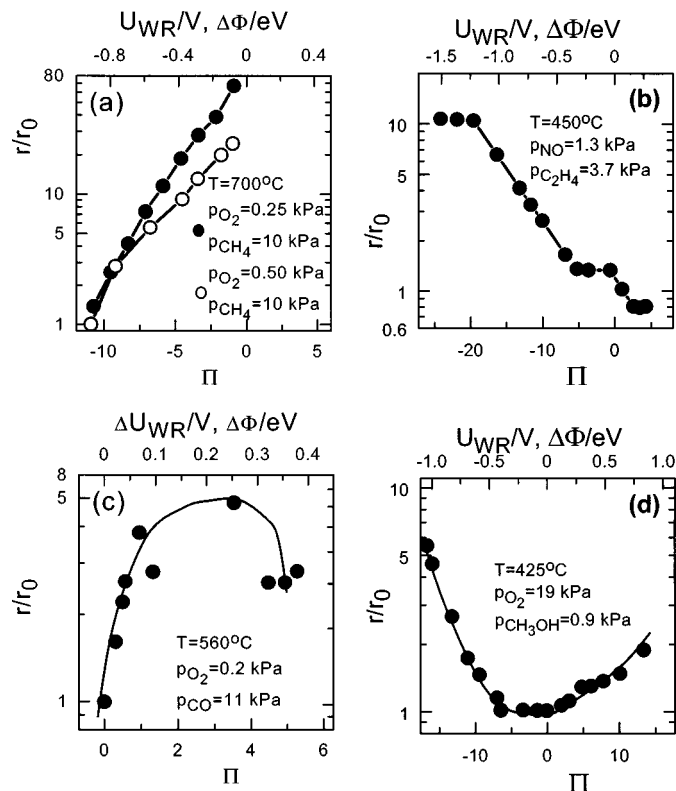 U_WR/V, ΔΦ/eV
-0.8 -0.4 0 0.4
80
(a)
r/r₀
10
5
1
T=700°C
p_O₂=0.25 kPa
p_CH₄=10 kPa
p_O₂=0.50 kPa
p_CH₄=10 kPa
-10 -5 0 5
Π
U_WR/V, ΔΦ/eV
-1.5 -1.0 -0.5 0 0.5
(b)
r/r₀
10
1
0.6
T=450°C
p_NO=1.3 kPa
p_C₂H₄=3.7 kPa
-20 -10 0 10
Π
ΔU_WR/V, ΔΦ/eV
0 0.1 0.2 0.3 0.4
8
(c)
5
r/r₀
1
T=560°C
p_O₂=0.2 kPa
p_CO=11 kPa
0 2 4 6
Π
U_WR/V, ΔΦ/eV
-1.0 -0.5 0 0.5 1.0
(d)
r/r₀
10
5
1
T=425°C
p_O₂=19 kPa
p_CH₃OH=0.9 kPa
-10 0 10
Π